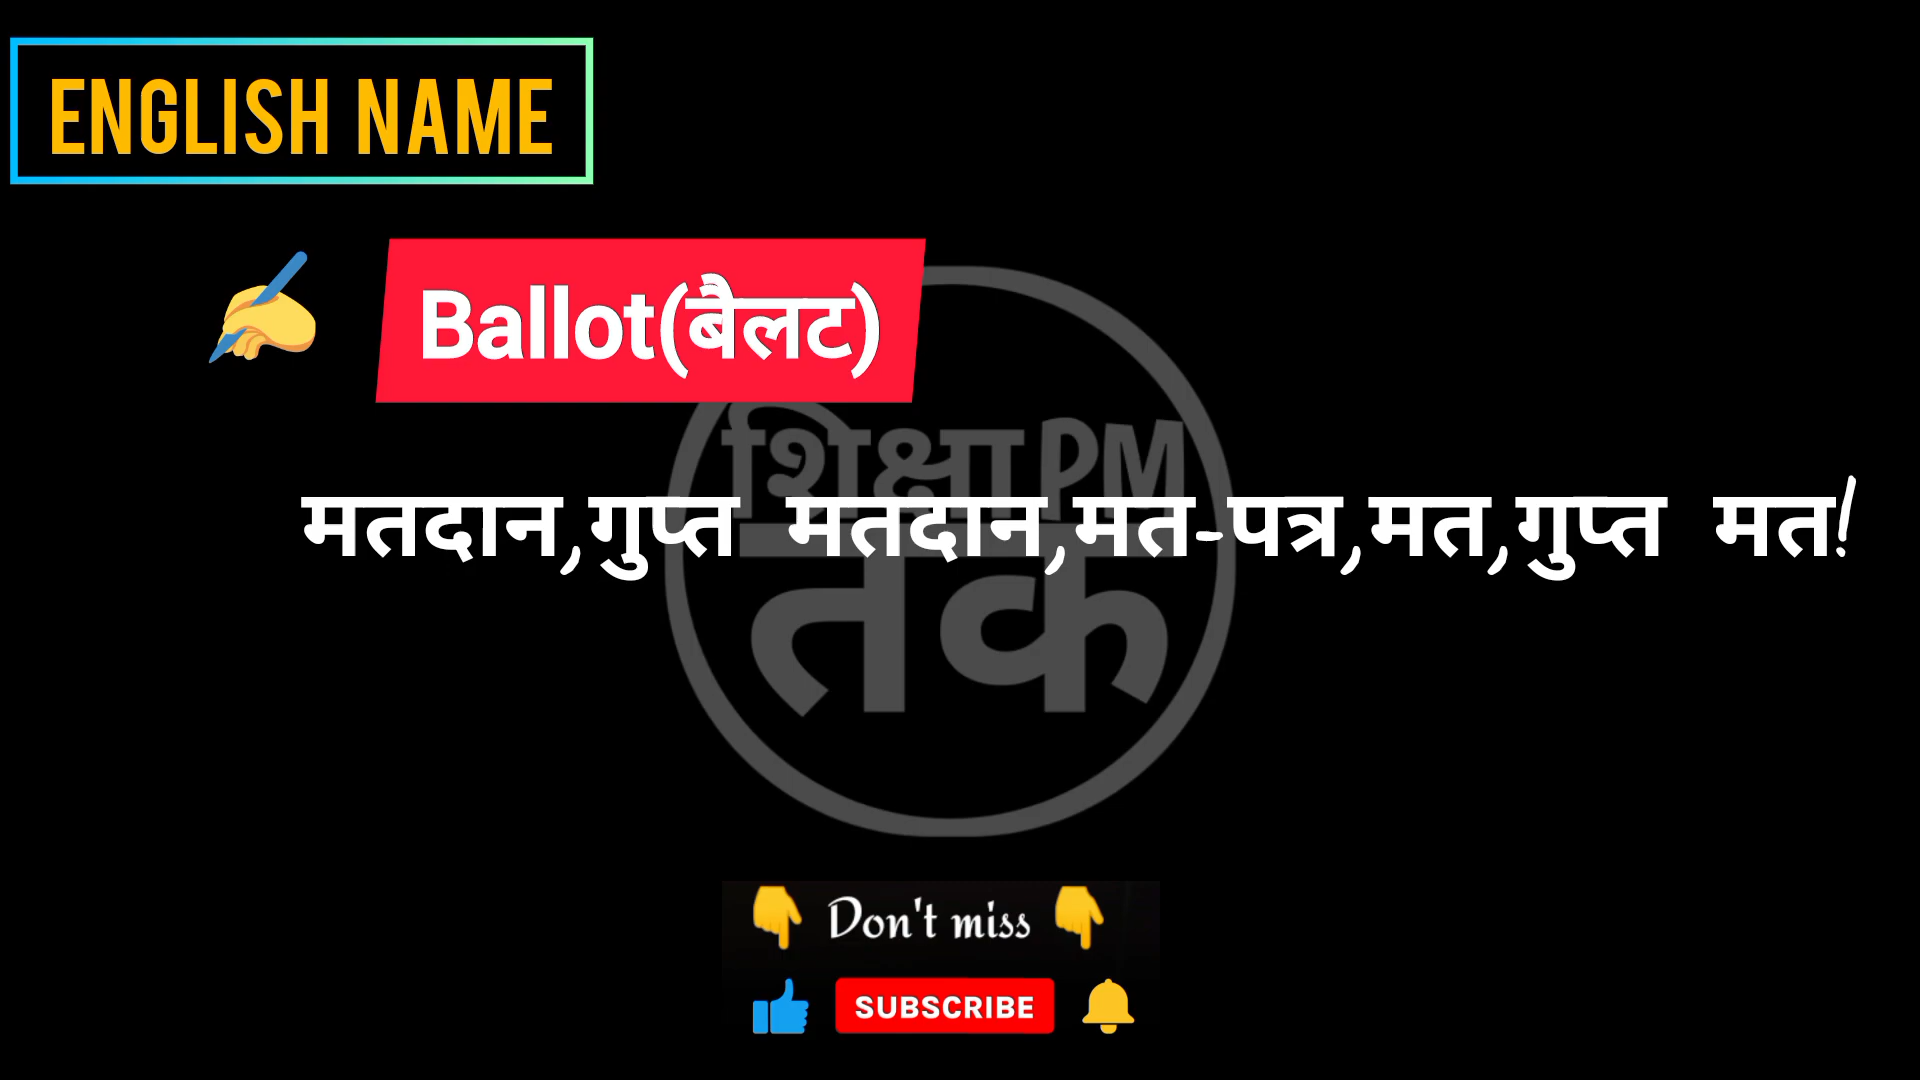 ENGLISH NAME
Ballot(बैलट)
शिक्षा PM
मतदान,गुप्त मतदान,मत-पत्र,मत,गुप्त मत!
तक
Don't miss
SUBSCRIBE